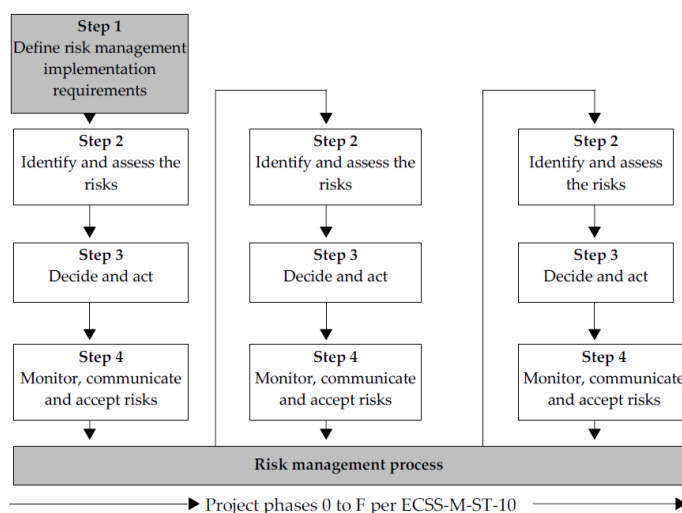 Step 1
Define risk management
implementation
requirements
Step 2
Identify and assess the
risks
Step 3
Decide and act
Step 4
Monitor, communicate
and accept risks
Step 2
Identify and assess the
risks
Step 3
Decide and act
Step 4
Monitor, communicate
and accept risks
Step 2
Identify and assess
the risks
Step 3
Decide and act
Step 4
Monitor, communicate
and accept risks
Risk management process
Project phases 0 to F per ECSS-M-ST-10